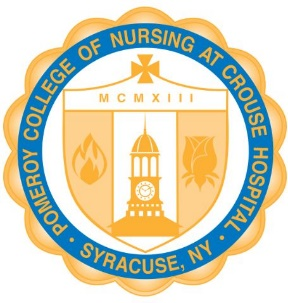 POMEROY COLLEGE OF NURSING AT CROUSE HOSPITAL
MCMXIII
• SYRACUSE, NY •